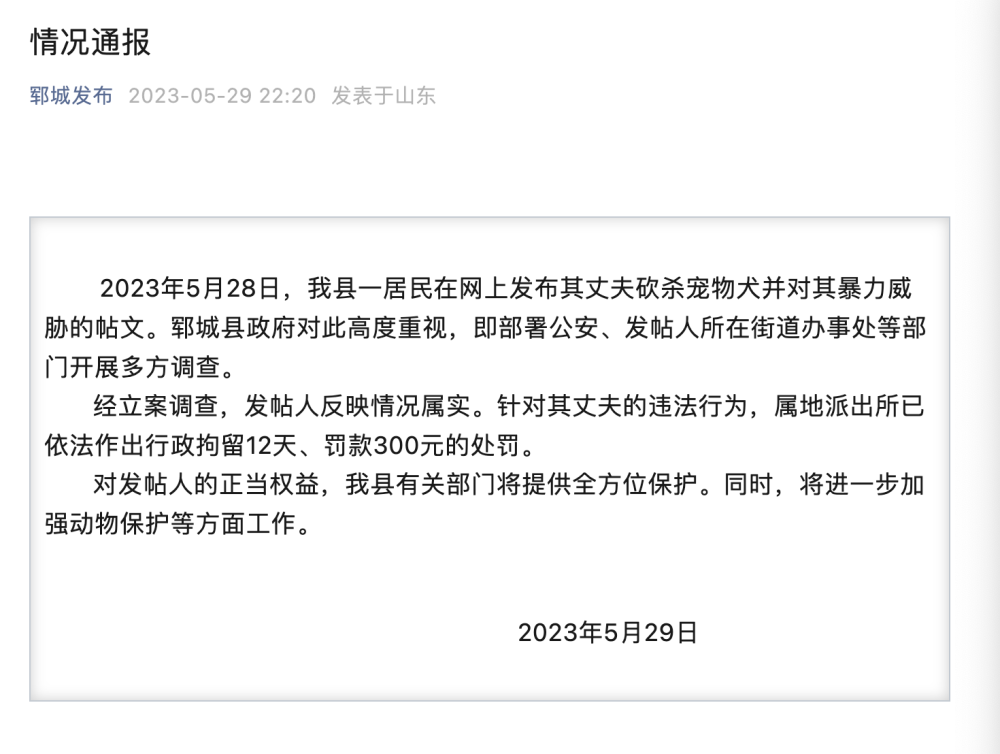 情况通报
郓城发布 2023-05-29 22:20 发表于山东
2023年5月28日，我县一居民在网上发布其丈夫砍杀宠物犬并对其暴力威
胁的帖文。郓城县政府对此高度重视，即部署公安、发帖人所在街道办事处等部
门开展多方调查。
经立案调查，发帖人反映情况属实。针对其丈夫的违法行为，属地派出所已
依法作出行政拘留12天、罚款300元的处罚。
对发帖人的正当权益，我县有关部门将提供全方位保护。同时，将进一步加
强动物保护等方面工作。
2023年5月29日